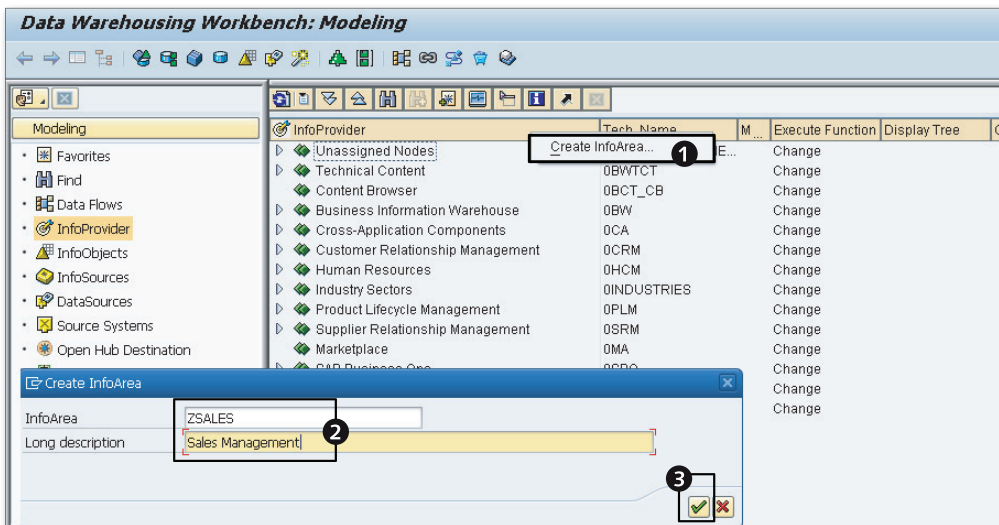 Data Warehousing Workbench: Modeling
Modeling
Favorites
Find
Data Flows
InfoProvider
InfoObjects
InfoSources
DataSources
Source Systems
Open Hub Destination
InfoProvider Tech. Name M... Execute Function Display Tree
Create InfoArea... 1
Unassigned Nodes E... Change
Technical Content 0BWTCT Change
Content Browser 0BCT_CB Change
Business Information Warehouse 0BW Change
Cross-Application Components 0CA Change
Customer Relationship Management 0CRM Change
Human Resources 0HCM Change
Industry Sectors 0INDUSTRIES Change
Product Lifecycle Management 0PLM Change
Supplier Relationship Management 0SRM Change
Marketplace 0MA Change
Change
Change
Change
Create InfoArea
InfoArea ZSALES
Long description Sales Management
2
3